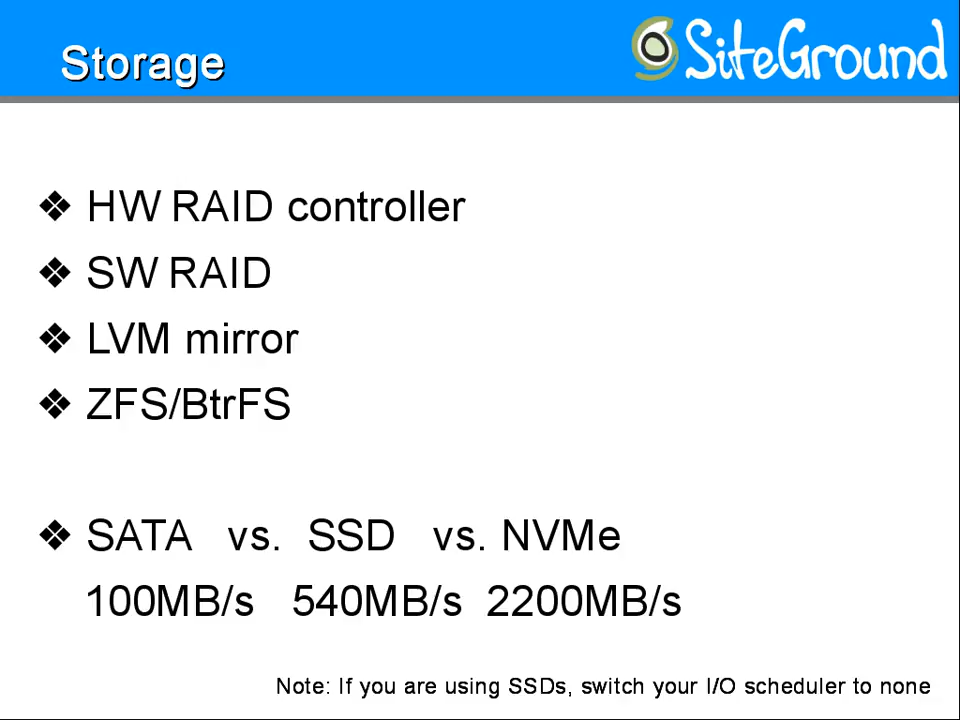 Storage
SiteGround
❖ HW RAID controller
❖ SW RAID
❖ LVM mirror
❖ ZFS/BtrFS
❖ SATA vs. SSD vs. NVMe
100MB/s 540MB/s 2200MB/s
Note: If you are using SSDs, switch your I/O scheduler to none